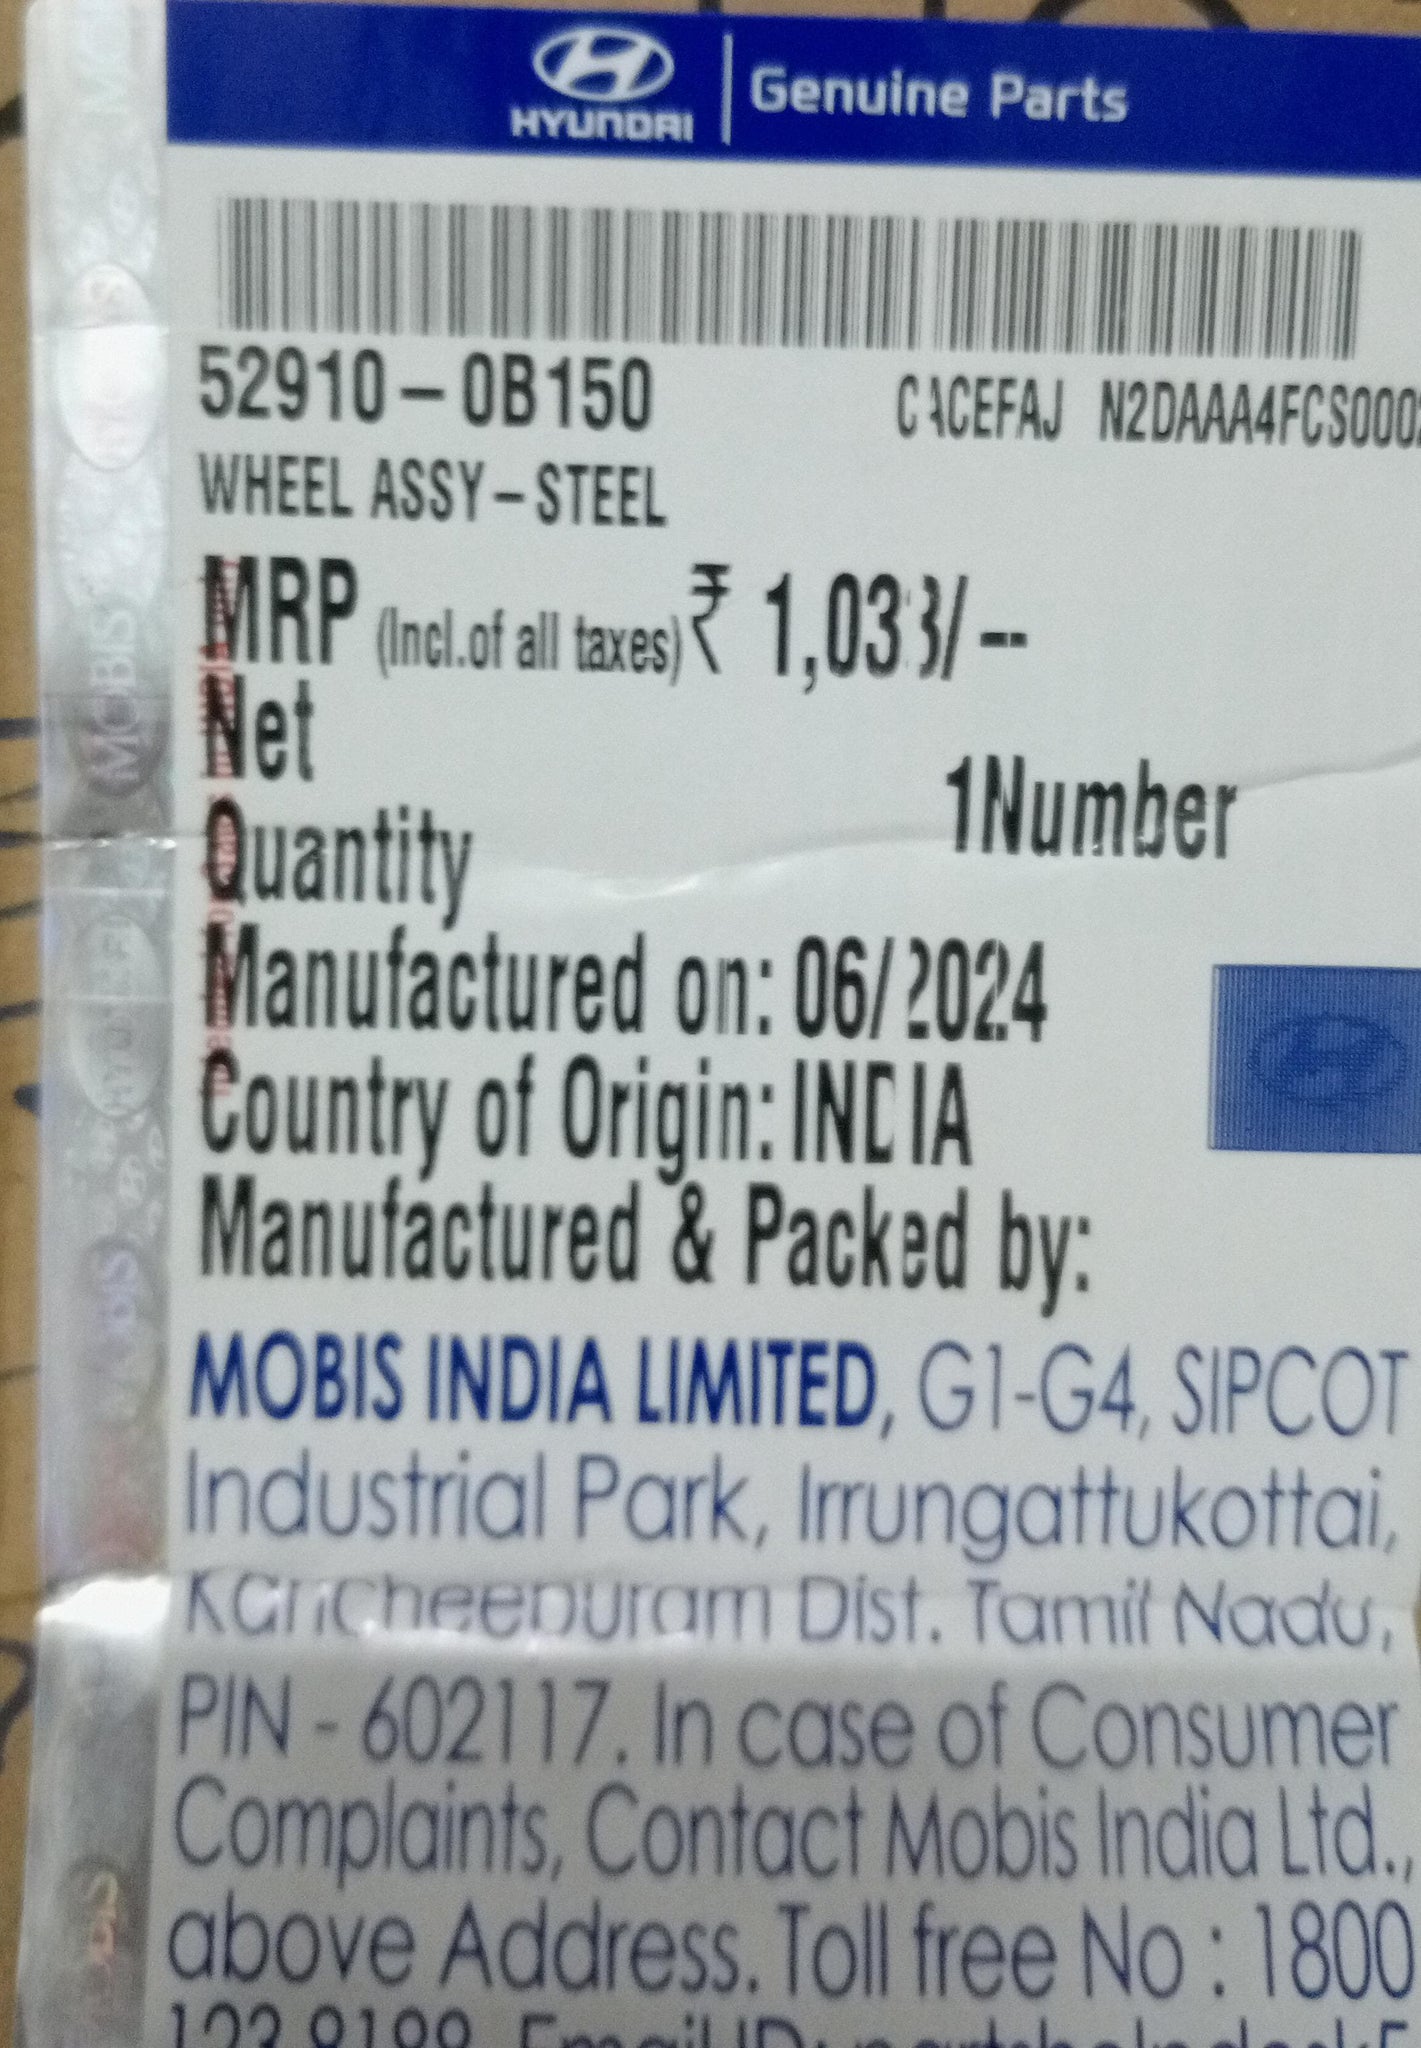 HYUNDAI | Genuine Parts
52910-0B150
WHEEL ASSY-STEEL
MRP (Incl.of all taxes) ₹ 1,033/--
Net
1Number
Quantity
Manufactured on: 06/2024
Country of Origin: INDIA
Manufactured & Packed by:
MOBIS INDIA LIMITED, G1-G4, SIPCOT
Industrial Park, Irrungattukottai,
Kancheepuram Dist. Tamil Nadu,
PIN - 602117. In case of Consumer
Complaints, Contact Mobis India Ltd.,
above Address. Toll free No : 1800